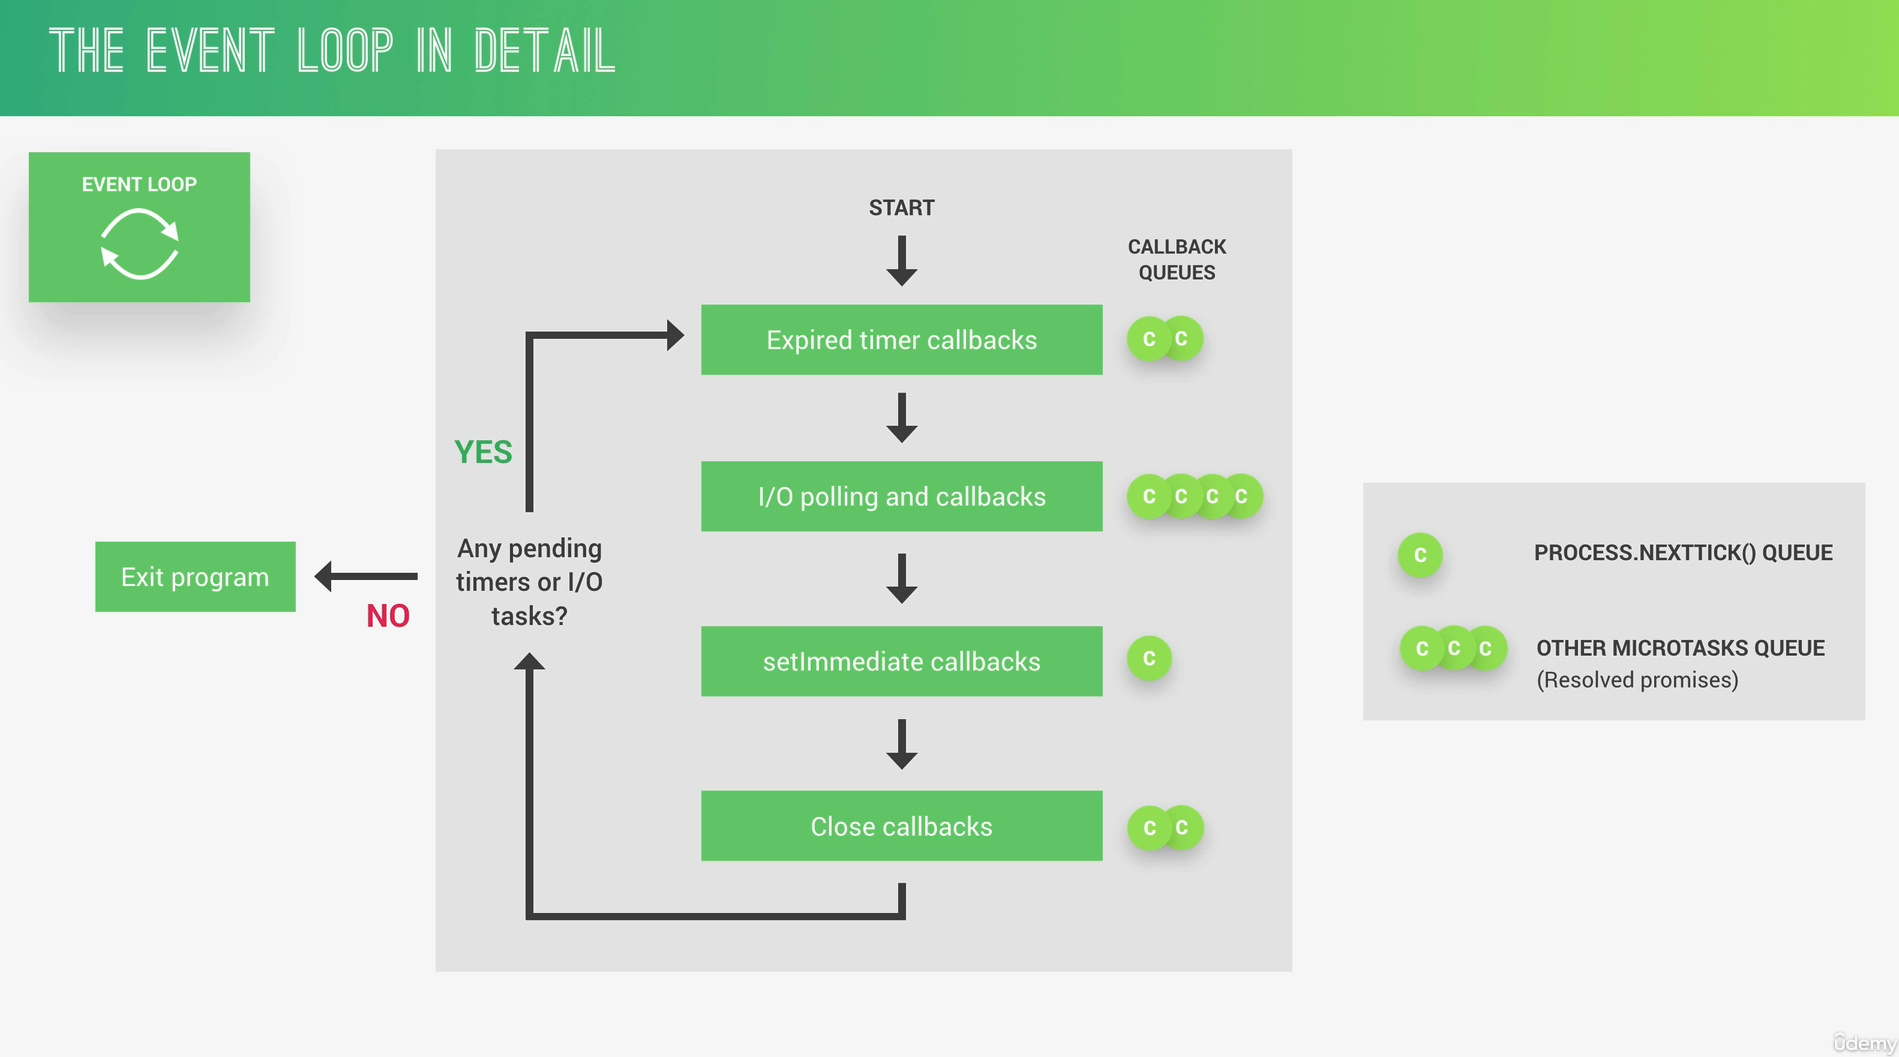 THE EVENT LOOP IN DETAIL
EVENT LOOP
START
CALLBACK
QUEUES
Expired timer callbacks
C C
YES
I/O polling and callbacks
C C C C
Any pending
timers or I/O
tasks?
Exit program
NO
setImmediate callbacks
C
Close callbacks
C C
C
PROCESS.NEXTTICK() QUEUE
C C C
OTHER MICROTASKS QUEUE
(Resolved promises)
ûdemy